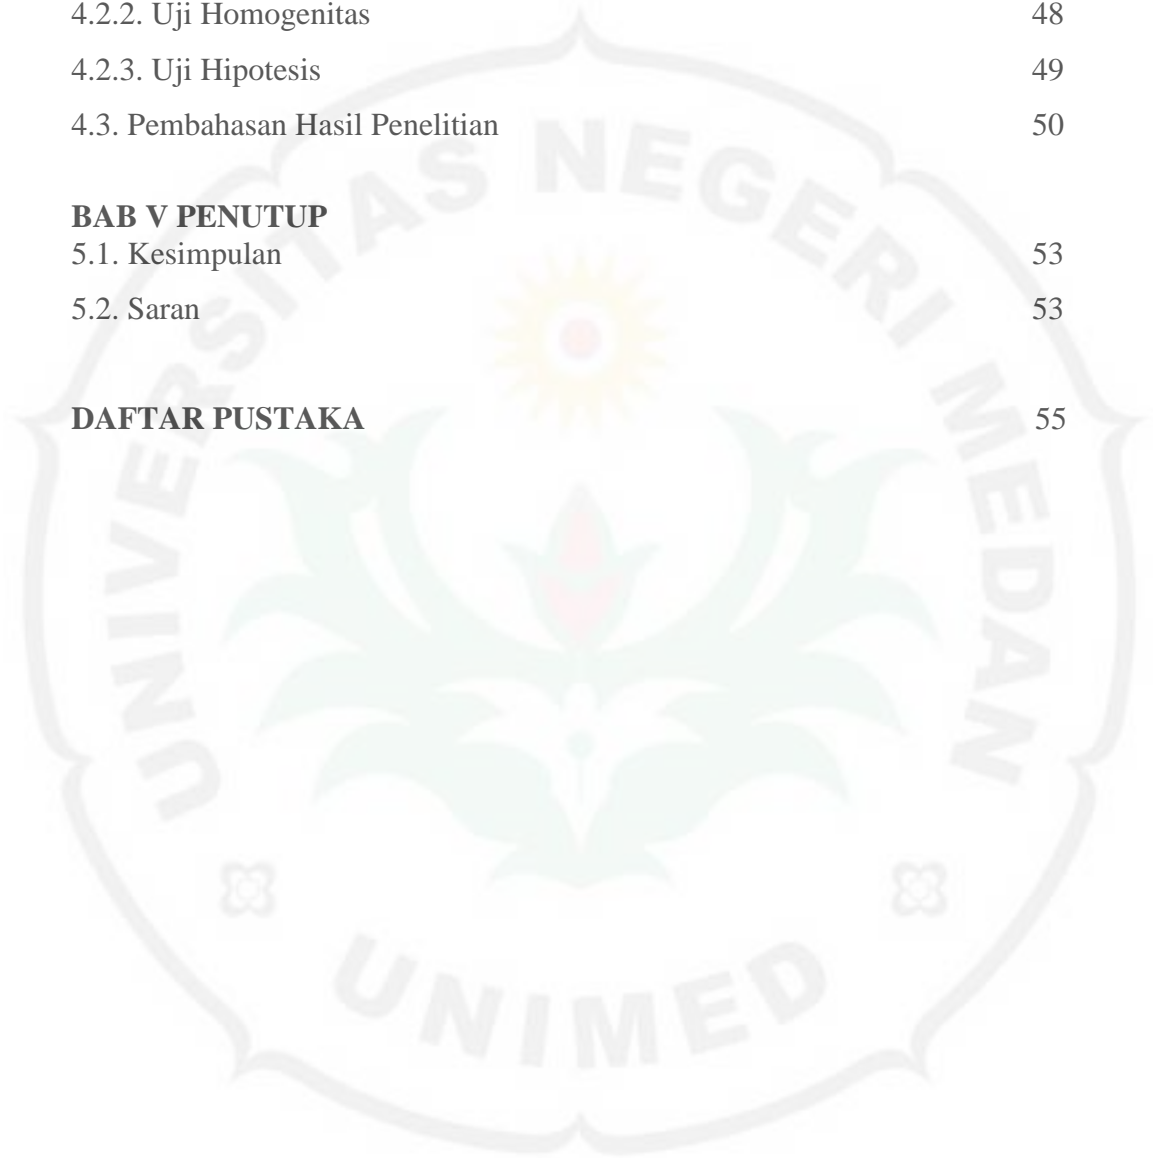 4.2.2. Uji Homogenitas 48
4.2.3. Uji Hipotesis 49
4.3. Pembahasan Hasil Penelitian 50
BAB V PENUTUP
5.1. Kesimpulan 53
5.2. Saran 53
DAFTAR PUSTAKA 55
UNIVERSITAS NEGERI MEDAN
UNIMED